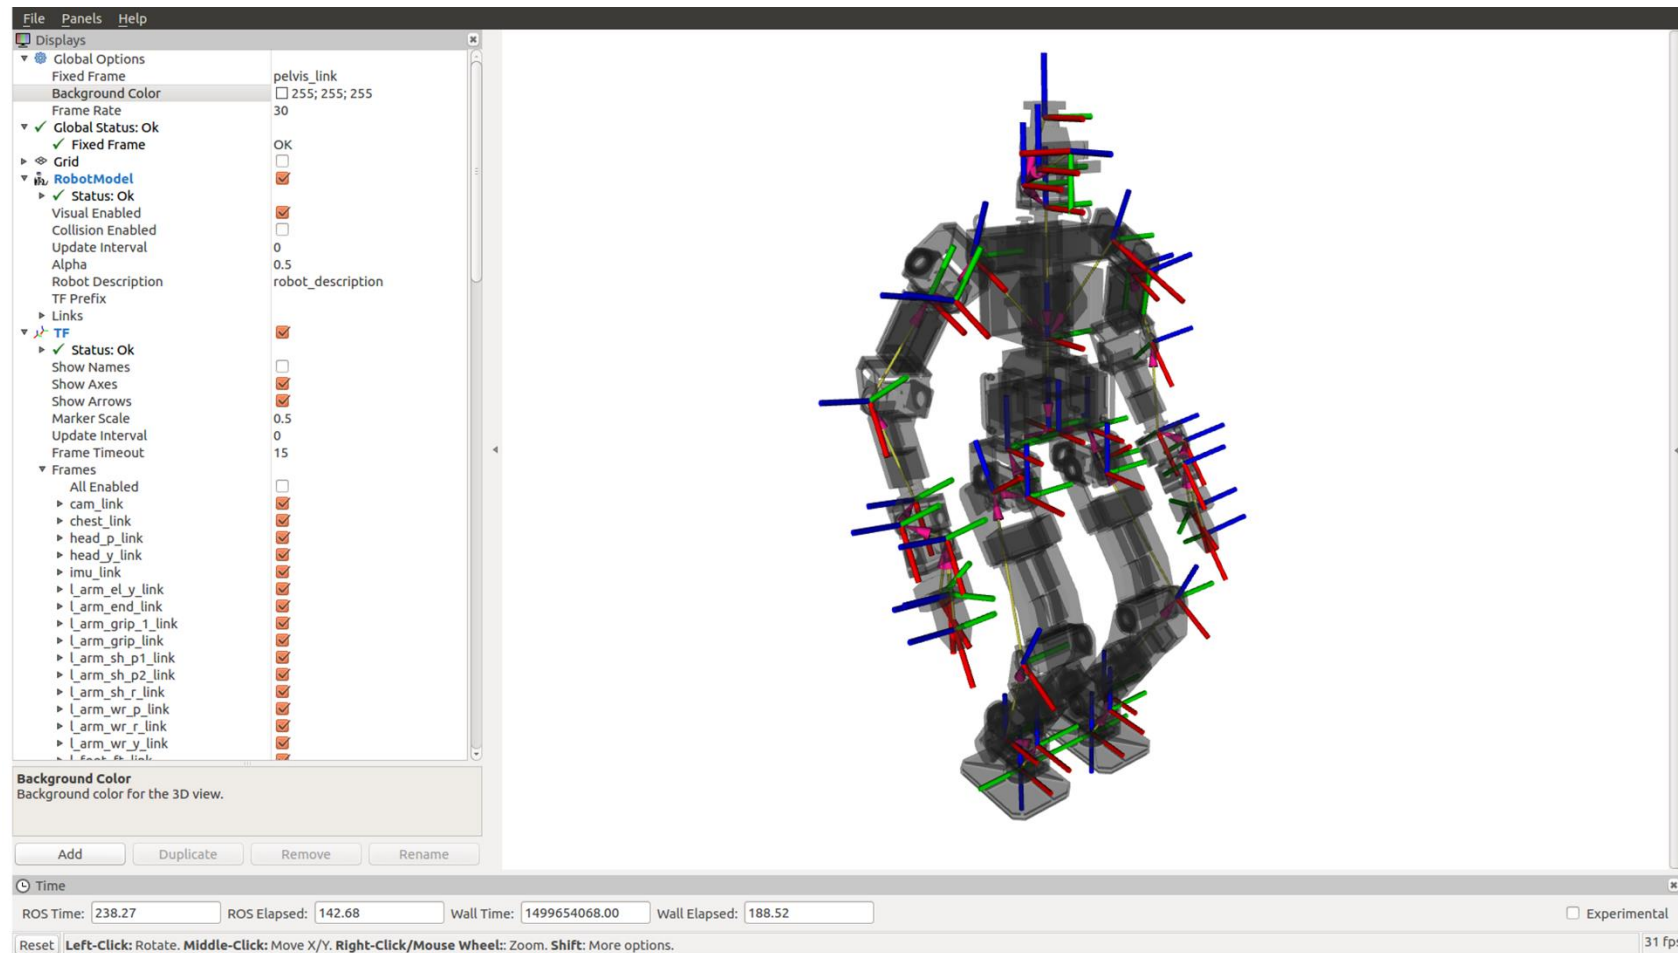 File Panels Help
Displays
Global Options
Fixed Frame pelvis_link
Background Color 255; 255; 255
Frame Rate 30
Global Status: Ok
Fixed Frame OK
Grid
RobotModel
Status: Ok
Visual Enabled
Collision Enabled
Update Interval 0
Alpha 0.5
Robot Description robot_description
TF Prefix
Links
TF
Status: Ok
Show Names
Show Axes
Show Arrows
Marker Scale 0.5
Update Interval 0
Frame Timeout 15
Frames
All Enabled
cam_link
chest_link
head_p_link
head_y_link
imu_link
l_arm_el_y_link
l_arm_end_link
l_arm_grip_1_link
l_arm_grip_link
l_arm_sh_p1_link
l_arm_sh_p2_link
l_arm_sh_r_link
l_arm_wr_p_link
l_arm_wr_r_link
l_arm_wr_y_link
l_foot_ft_link
Background Color
Background color for the 3D view.
Add Duplicate Remove Rename
Time
ROS Time: 238.27 ROS Elapsed: 142.68 Wall Time: 1499654068.00 Wall Elapsed: 188.52 Experimental
Reset Left-Click: Rotate. Middle-Click: Move X/Y. Right-Click/Mouse Wheel:: Zoom. Shift: More options. 31 fps